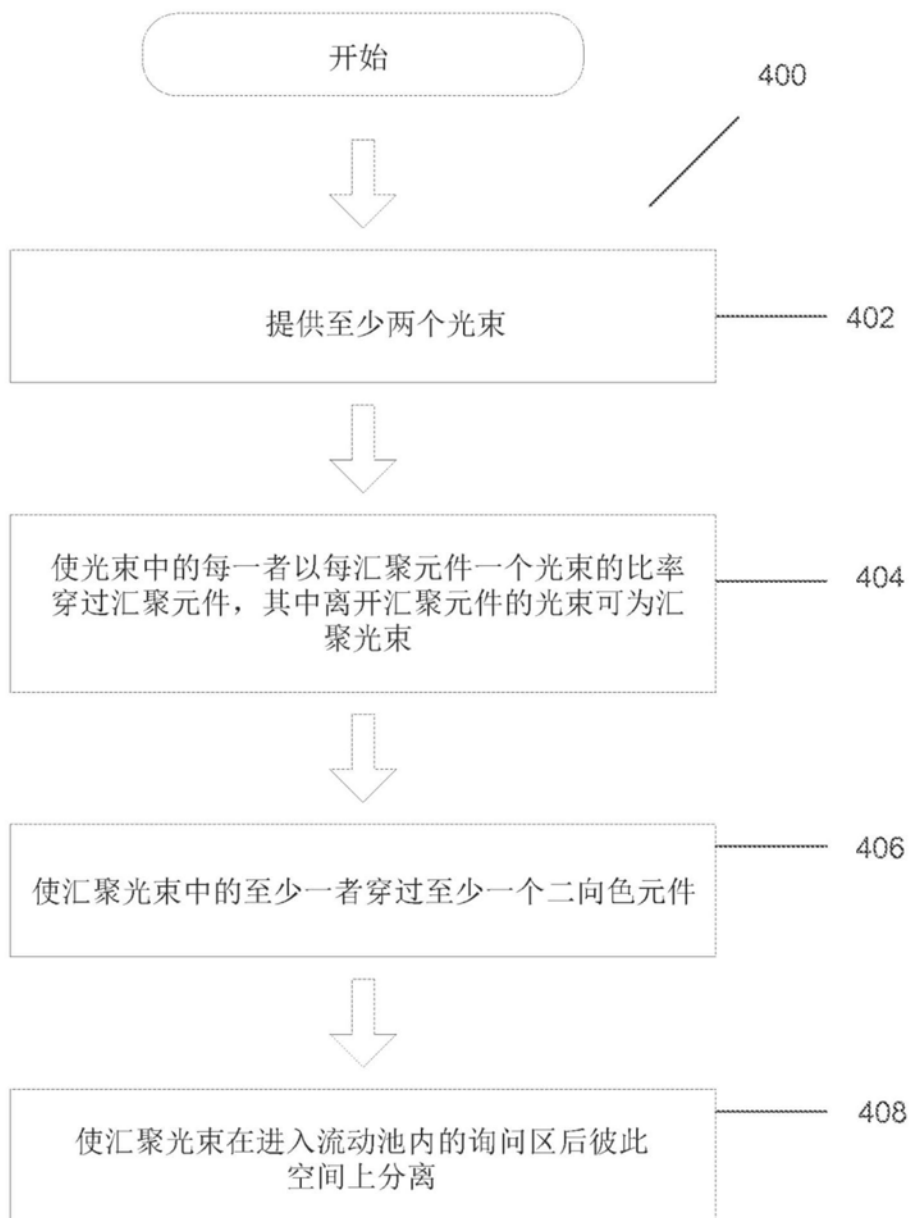 开始
400
提供至少两个光束
402
使光束中的每一者以每汇聚元件一个光束的比率
穿过汇聚元件，其中离开汇聚元件的光束可为汇
聚光束
404
使汇聚光束中的至少一者穿过至少一个二向色元件
406
使汇聚光束在进入流动池内的询问区后彼此
空间上分离
408